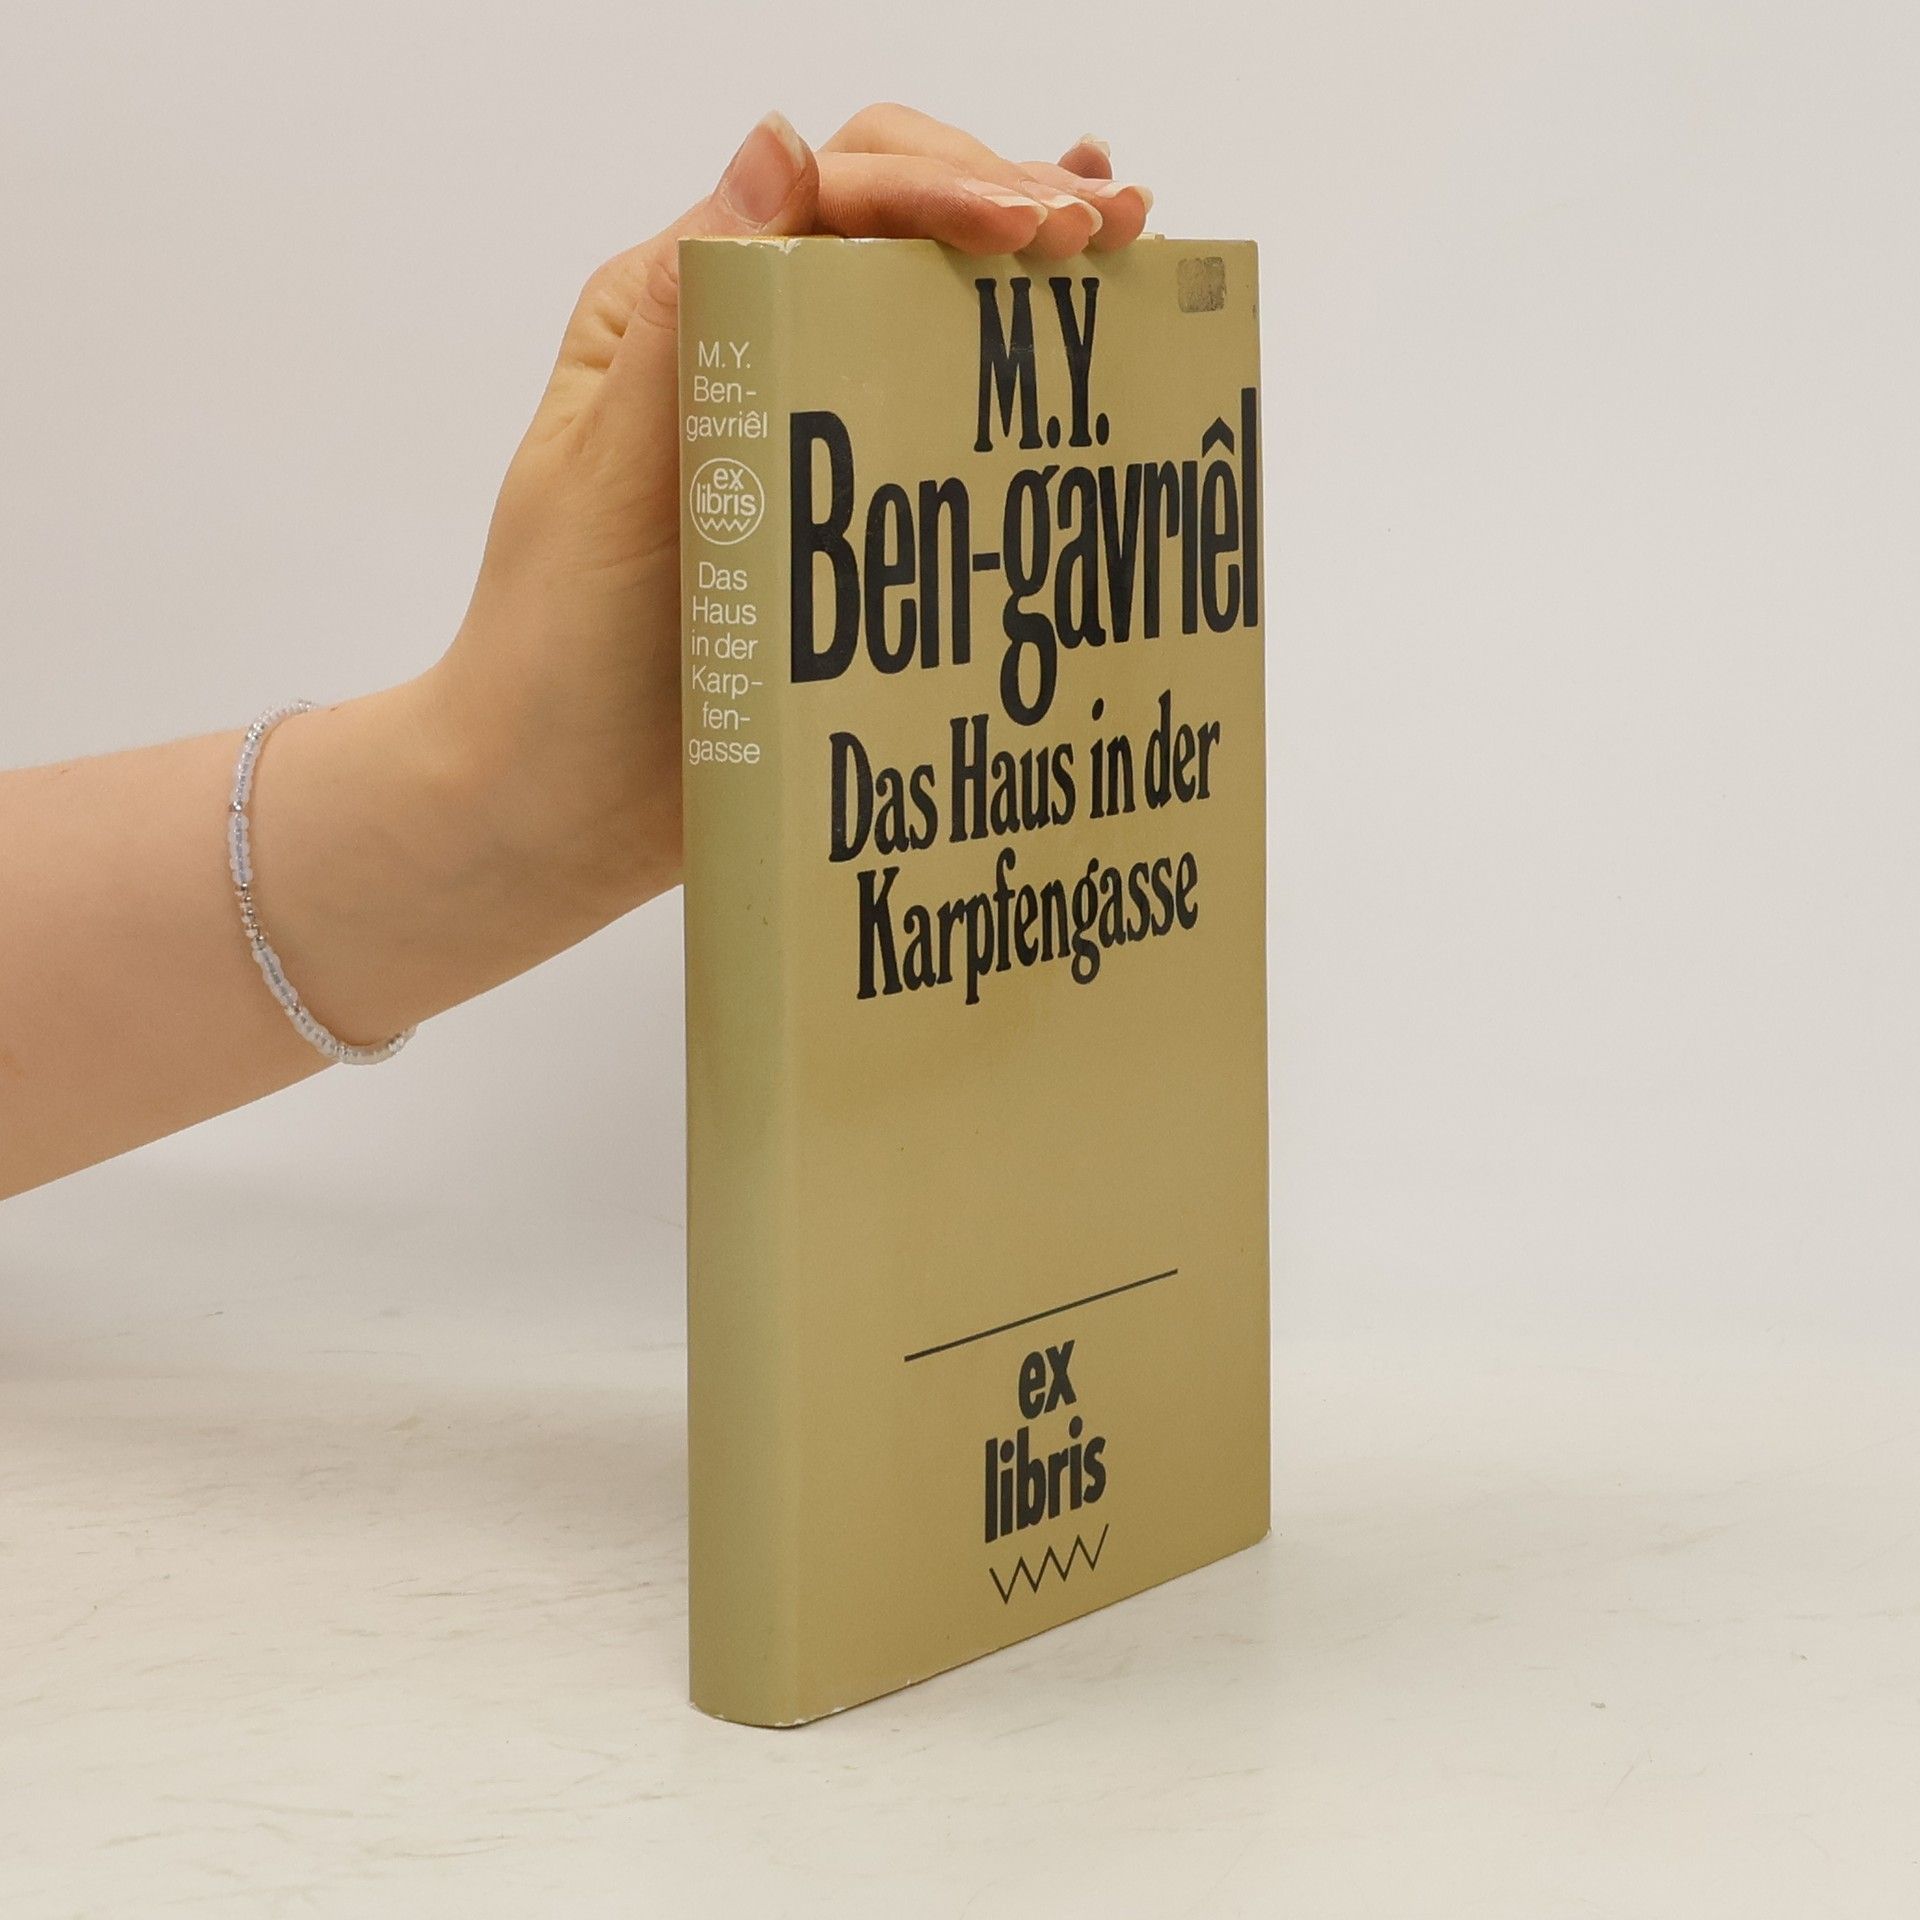 M.Y.
Ben-
gavriêl
ex
libris
Das
Haus
in der
Karp-
fen-
gasse
M.Y.
Ben-gavriêl
Das Haus in der
Karpfengasse
ex
libris